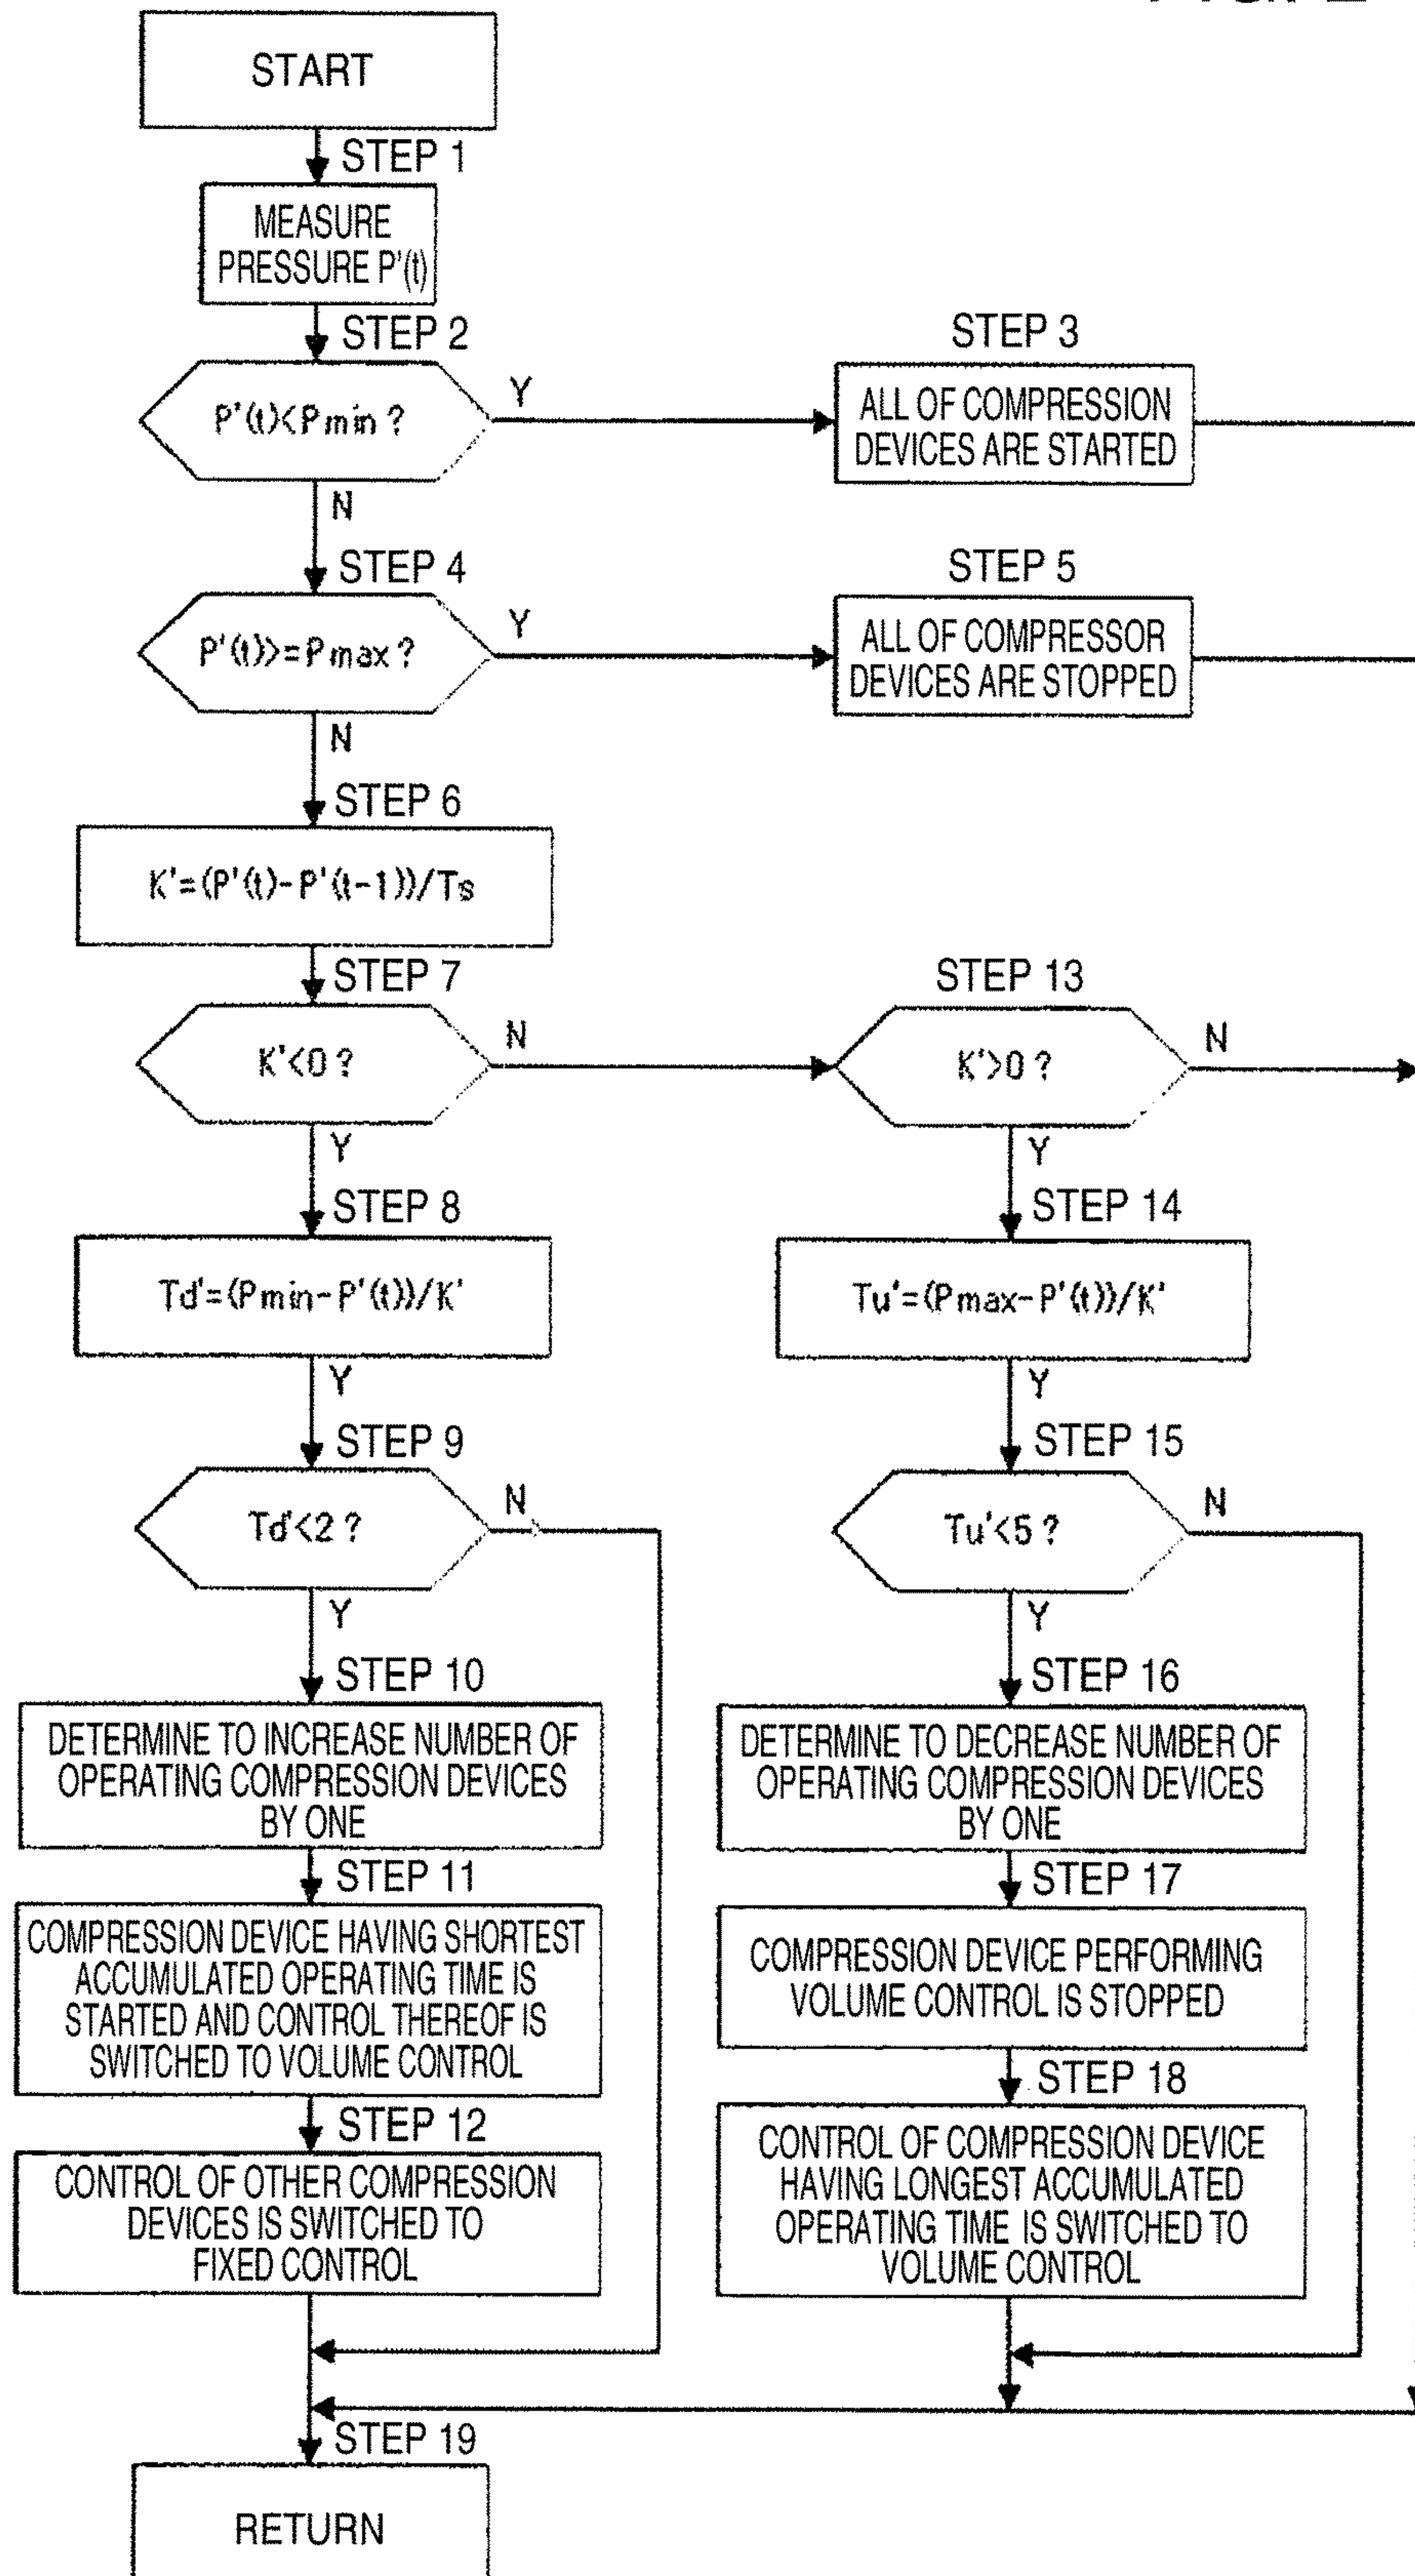 START
STEP 1
MEASURE
PRESSURE P'(t)
STEP 2
P'(t)<Pmin ?
Y
N
STEP 3
ALL OF COMPRESSION
DEVICES ARE STARTED
STEP 4
P'(t)>=Pmax ?
Y
N
STEP 5
ALL OF COMPRESSOR
DEVICES ARE STOPPED
STEP 6
K'=(P'(t)-P'(t-1))/Ts
STEP 7
K'<0 ?
N
Y
STEP 13
K'>0 ?
N
Y
STEP 8
Td'=(Pmin-P'(t))/K'
Y
STEP 14
Tu'=(Pmax-P'(t))/K'
Y
STEP 9
Td'<2 ?
N
Y
STEP 15
Tu'<5 ?
N
Y
STEP 10
DETERMINE TO INCREASE NUMBER OF
OPERATING COMPRESSION DEVICES
BY ONE
STEP 16
DETERMINE TO DECREASE NUMBER OF
OPERATING COMPRESSION DEVICES
BY ONE
STEP 11
COMPRESSION DEVICE HAVING SHORTEST
ACCUMULATED OPERATING TIME IS
STARTED AND CONTROL THEREOF IS
SWITCHED TO VOLUME CONTROL
STEP 17
COMPRESSION DEVICE PERFORMING
VOLUME CONTROL IS STOPPED
STEP 12
CONTROL OF OTHER COMPRESSION
DEVICES IS SWITCHED TO
FIXED CONTROL
STEP 18
CONTROL OF COMPRESSION DEVICE
HAVING LONGEST ACCUMULATED
OPERATING TIME IS SWITCHED TO
VOLUME CONTROL
STEP 19
RETURN